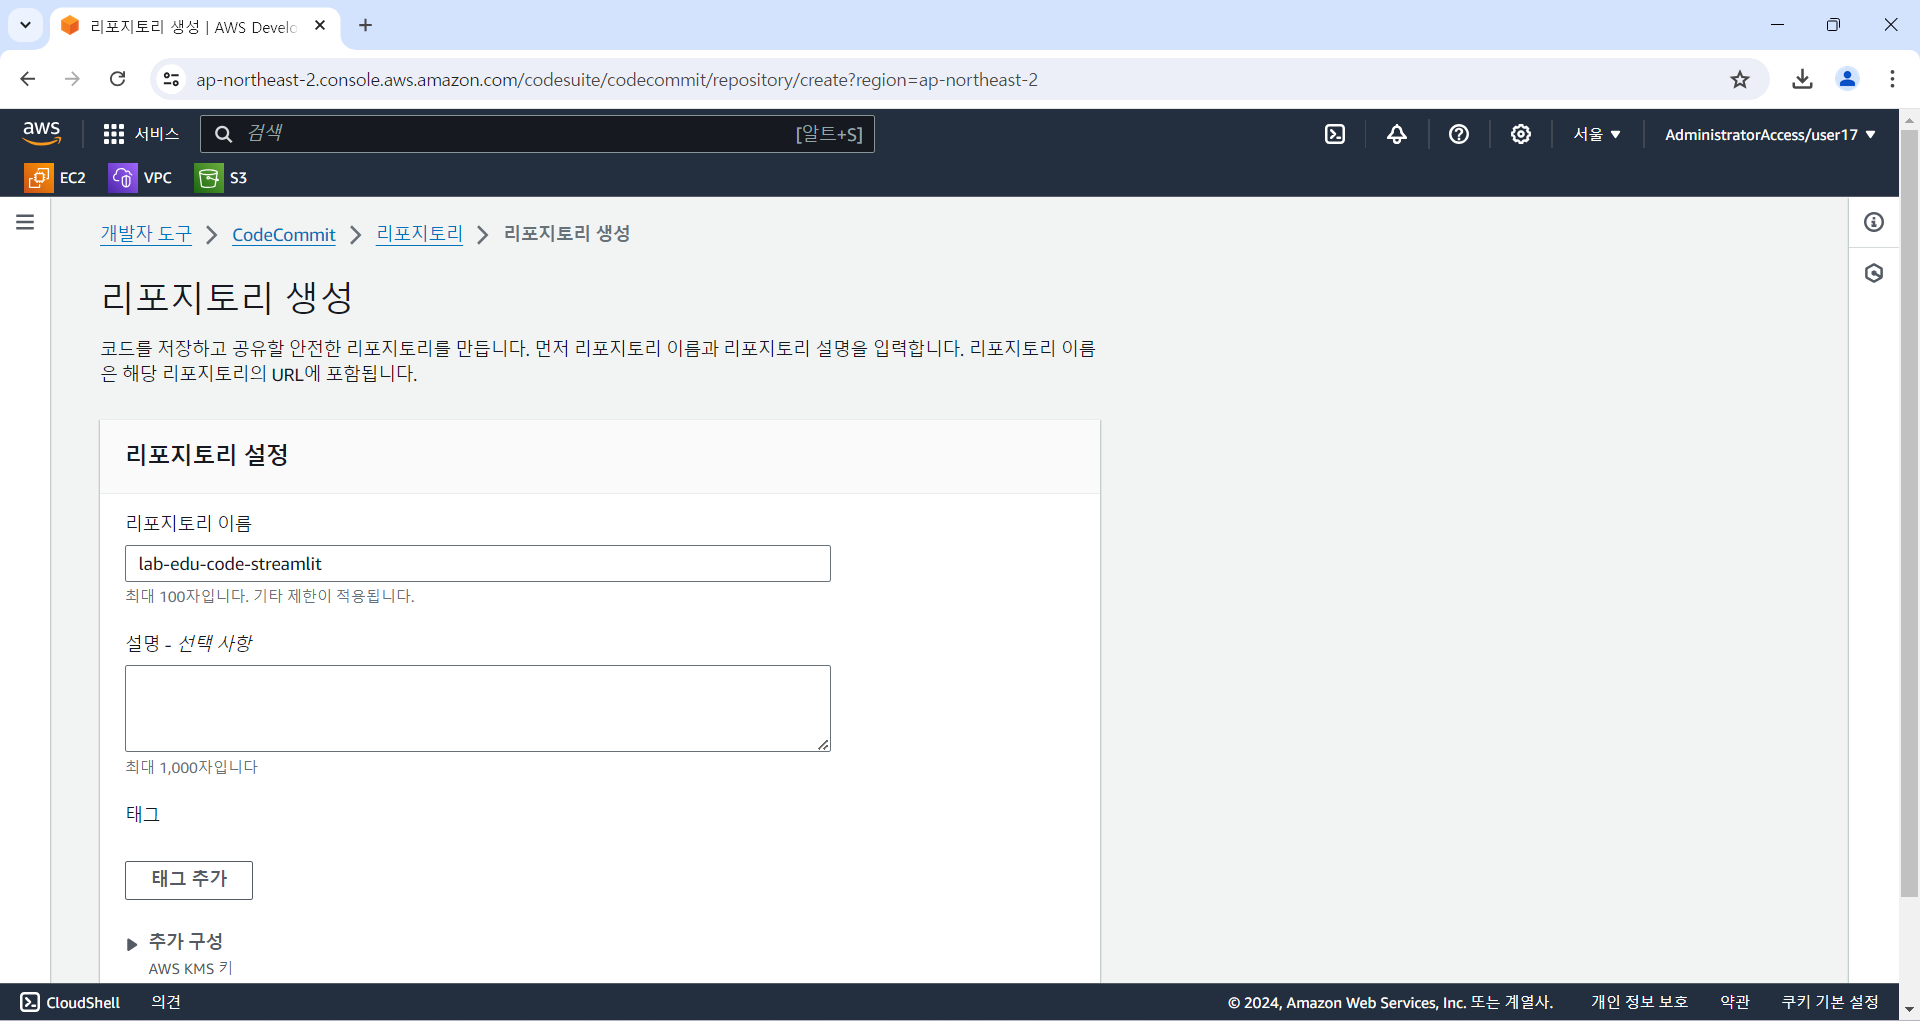 리포지토리 생성 | AWS Develo
ap-northeast-2.console.aws.amazon.com/codesuite/codecommit/repository/create?region=ap-northeast-2
aws 서비스 검색 [알트+S] 서울 AdministratorAccess/user17
EC2 VPC S3
개발자 도구 CodeCommit 리포지토리 리포지토리 생성
리포지토리 생성
코드를 저장하고 공유할 안전한 리포지토리를 만듭니다. 먼저 리포지토리 이름과 리포지토리 설명을 입력합니다. 리포지토리 이름
은 해당 리포지토리의 URL에 포함됩니다.
리포지토리 설정
리포지토리 이름
lab-edu-code-streamlit
최대 100자입니다. 기타 제한이 적용됩니다.
설명 - 선택 사항
최대 1,000자입니다
태그
태그 추가
추가 구성
AWS KMS 키
CloudShell 의견 © 2024, Amazon Web Services, Inc. 또는 계열사. 개인 정보 보호 약관 쿠키 기본 설정